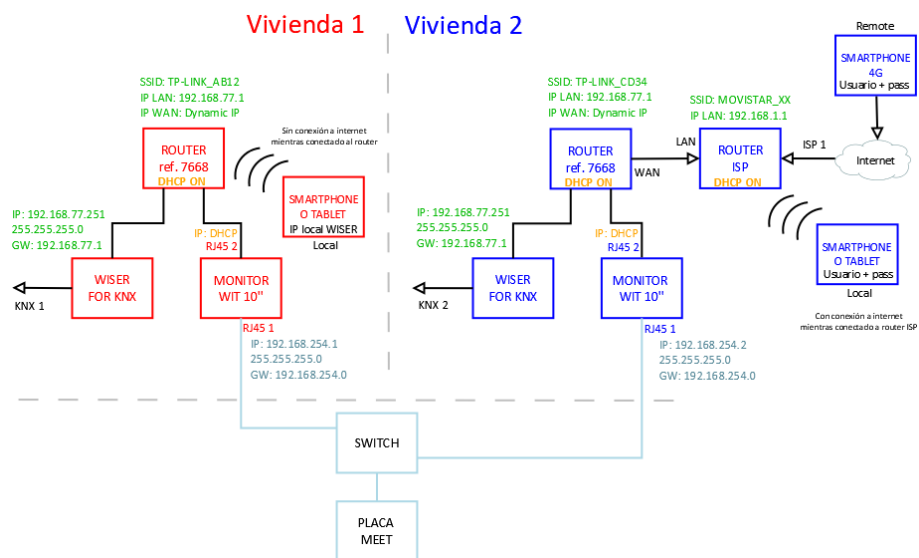 Vivienda 1
Vivienda 2
SSID: TP-LINK_AB12
IP LAN: 192.168.77.1
IP WAN: Dynamic IP
Sin conexión a internet
mientras conectado al router
ROUTER
ref. 7668
DHCP ON
SMARTPHONE
O TABLET
IP local WISER
Local
IP: 192.168.77.251
255.255.255.0
GW: 192.168.77.1
IP: DHCP
RJ45 2
WISER
FOR KNX
KNX 1
MONITOR
WIT 10"
RJ45 1
IP: 192.168.254.1
255.255.255.0
GW: 192.168.254.0
SSID: TP-LINK_CD34
IP LAN: 192.168.77.1
IP WAN: Dynamic IP
ROUTER
ref. 7668
DHCP ON
LAN
WAN
SSID: MOVISTAR_XX
IP LAN: 192.168.1.1
ROUTER
ISP
DHCP ON
ISP 1
Remote
SMARTPHONE
4G
Usuario + pass
Internet
SMARTPHONE
O TABLET
Usuario + pass
Local
Con conexión a internet
mientras conectado a router ISP
IP: 192.168.77.251
255.255.255.0
GW: 192.168.77.1
IP: DHCP
RJ45 2
WISER
FOR KNX
KNX 2
MONITOR
WIT 10"
RJ45 1
IP: 192.168.254.2
255.255.255.0
GW: 192.168.254.0
SWITCH
PLACA
MEET